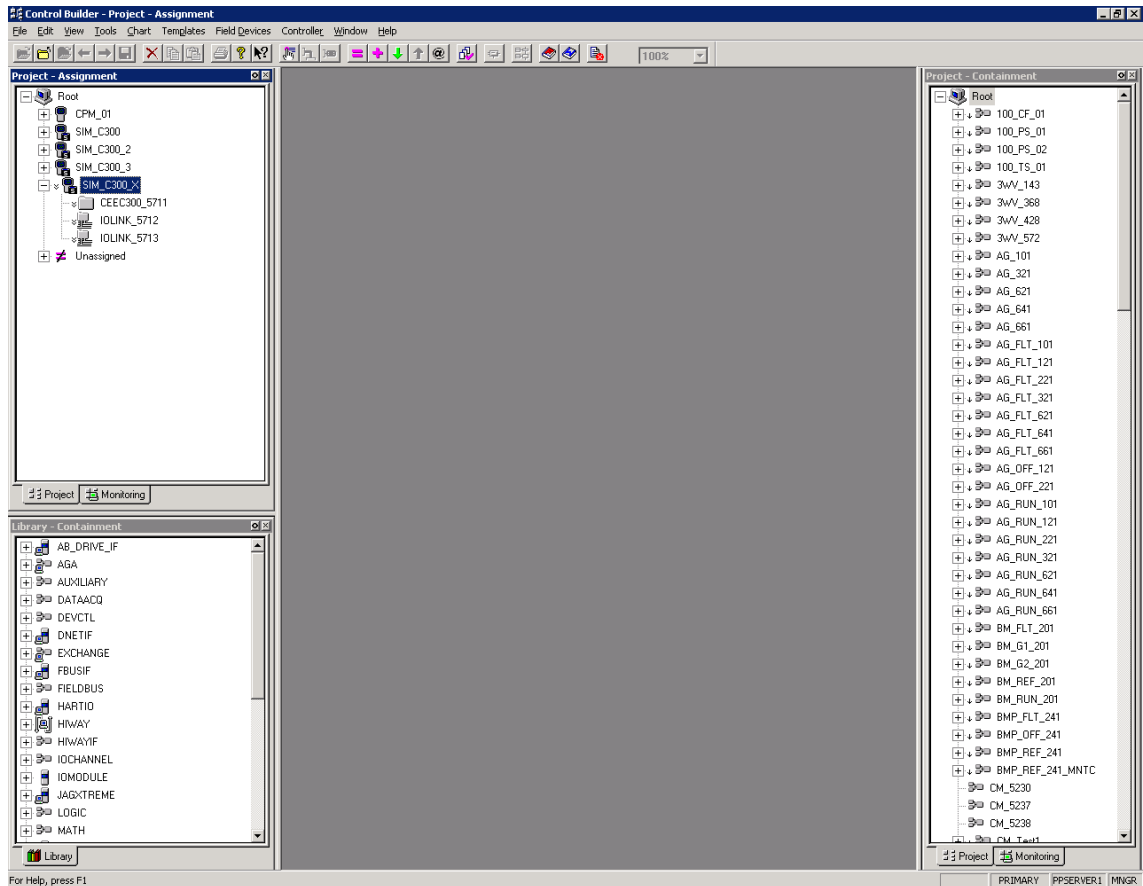 Control Builder - Project - Assignment
File Edit View Tools Chart Templates Field Devices Controller Window Help
100%
Project - Assignment
Root
CPM_01
SIM_C300
SIM_C300_2
SIM_C300_3
SIM_C300_X
CEEC300_5711
IOLINK_5712
IOLINK_5713
Unassigned
Project Monitoring
Library - Containment
AB_DRIVE_IF
AGA
AUXILIARY
DATAACQ
DEVCTL
DNETIF
EXCHANGE
FBUSIF
FIELDBUS
HARTIO
HIWAY
HIWAYIF
IOCHANNEL
IOMODULE
JAGXTREME
LOGIC
MATH
Library
Project - Containment
Root
100_CF_01
100_PS_01
100_PS_02
100_TS_01
3WV_143
3WV_368
3WV_428
3WV_572
AG_101
AG_321
AG_621
AG_641
AG_661
AG_FLT_101
AG_FLT_121
AG_FLT_221
AG_FLT_321
AG_FLT_621
AG_FLT_641
AG_FLT_661
AG_OFF_121
AG_OFF_221
AG_RUN_101
AG_RUN_121
AG_RUN_221
AG_RUN_321
AG_RUN_621
AG_RUN_641
AG_RUN_661
BM_FLT_201
BM_G1_201
BM_G2_201
BM_REF_201
BM_RUN_201
BMP_FLT_241
BMP_OFF_241
BMP_REF_241
BMP_REF_241_MNTC
CM_5230
CM_5237
CM_5238
CM_Test1
Project Monitoring
For Help, press F1
PRIMARY PPSERVER1 MNGR